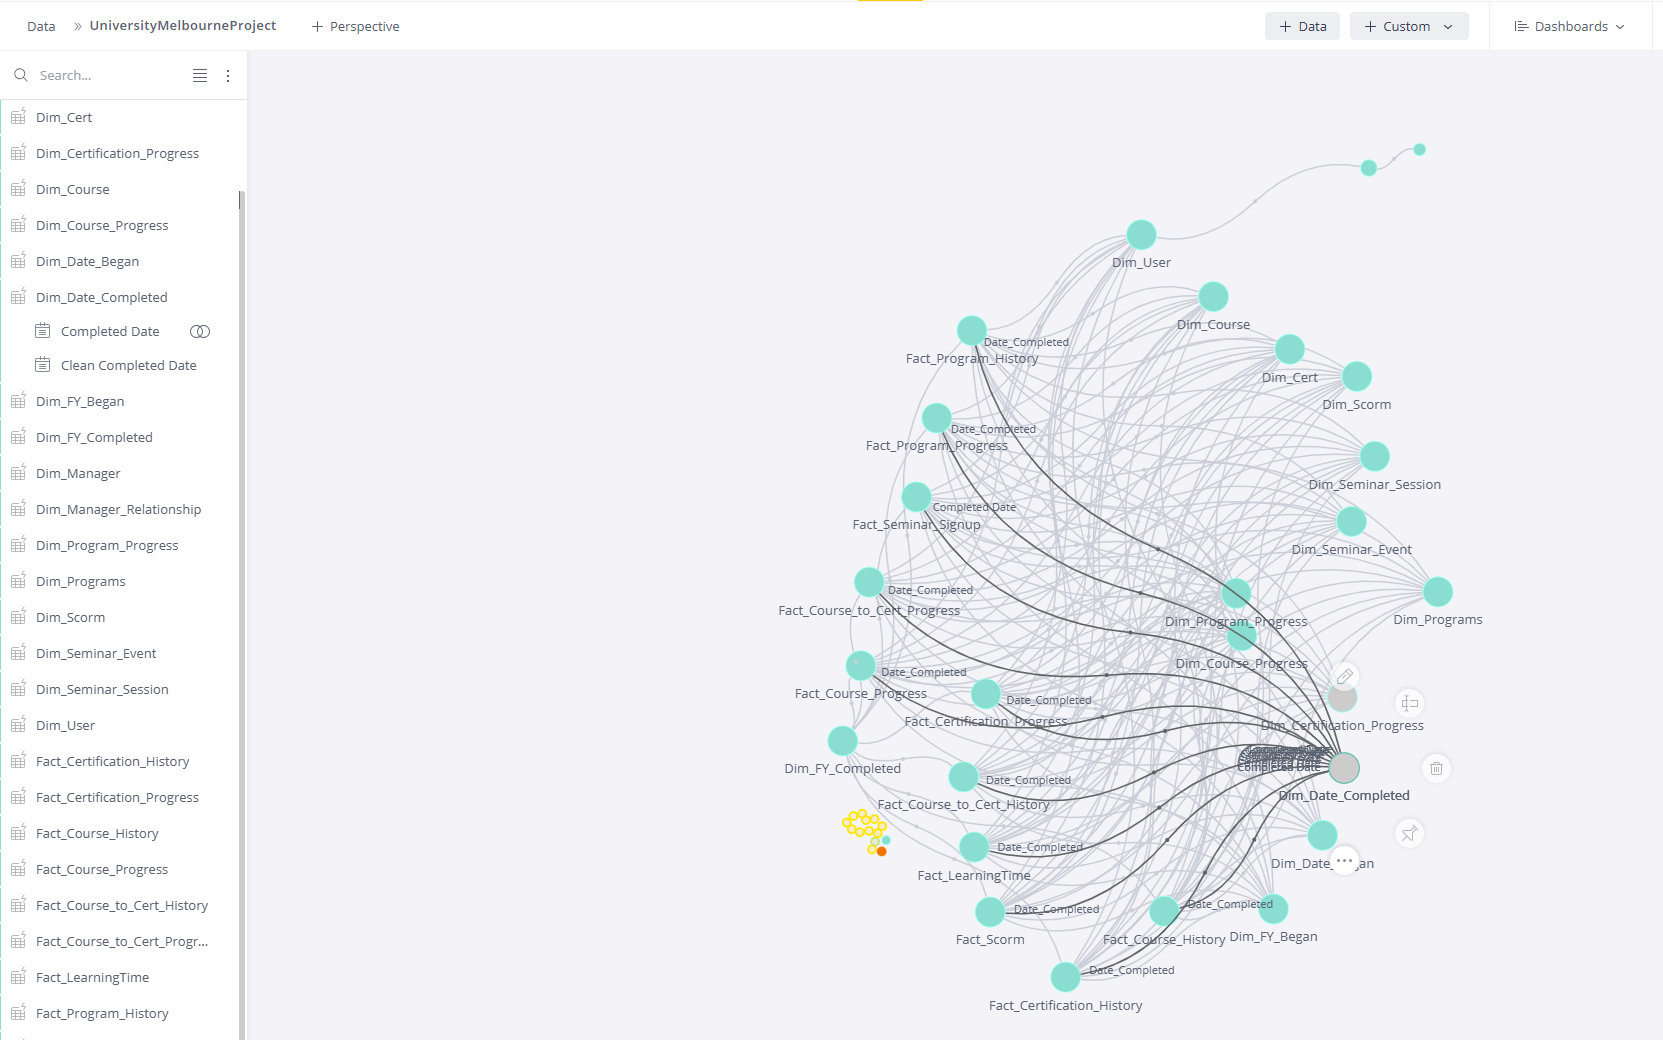 Data » UniversityMelbourneProject + Perspective + Data + Custom Dashboards
Search...
Dim_Cert
Dim_Certification_Progress
Dim_Course
Dim_Course_Progress
Dim_Date_Began
Dim_Date_Completed
Completed Date
Clean Completed Date
Dim_FY_Began
Dim_FY_Completed
Dim_Manager
Dim_Manager_Relationship
Dim_Program_Progress
Dim_Programs
Dim_Scorm
Dim_Seminar_Event
Dim_Seminar_Session
Dim_User
Fact_Certification_History
Fact_Certification_Progress
Fact_Course_History
Fact_Course_Progress
Fact_Course_to_Cert_History
Fact_Course_to_Cert_Progr...
Fact_LearningTime
Fact_Program_History
Dim_User
Dim_Course
Date_Completed
Fact_Program_History
Dim_Cert
Dim_Scorm
Date_Completed
Fact_Program_Progress
Dim_Seminar_Session
Completed Date
Fact_Seminar_Signup
Dim_Seminar_Event
Date_Completed
Fact_Course_to_Cert_Progress
Dim_Program_Progress
Dim_Programs
Dim_Course_Progress
Date_Completed
Fact_Course_Progress
Date_Completed
Fact_Certification_Progress
Dim_Certification_Progress
Dim_FY_Completed
Completed Date
Date_Completed
Dim_Date_Completed
Fact_Course_to_Cert_History
Date_Completed
Fact_LearningTime
Date_Completed
Fact_Scorm
Date_Completed
Fact_Course_History
Dim_FY_Began
Date_Completed
Fact_Certification_History